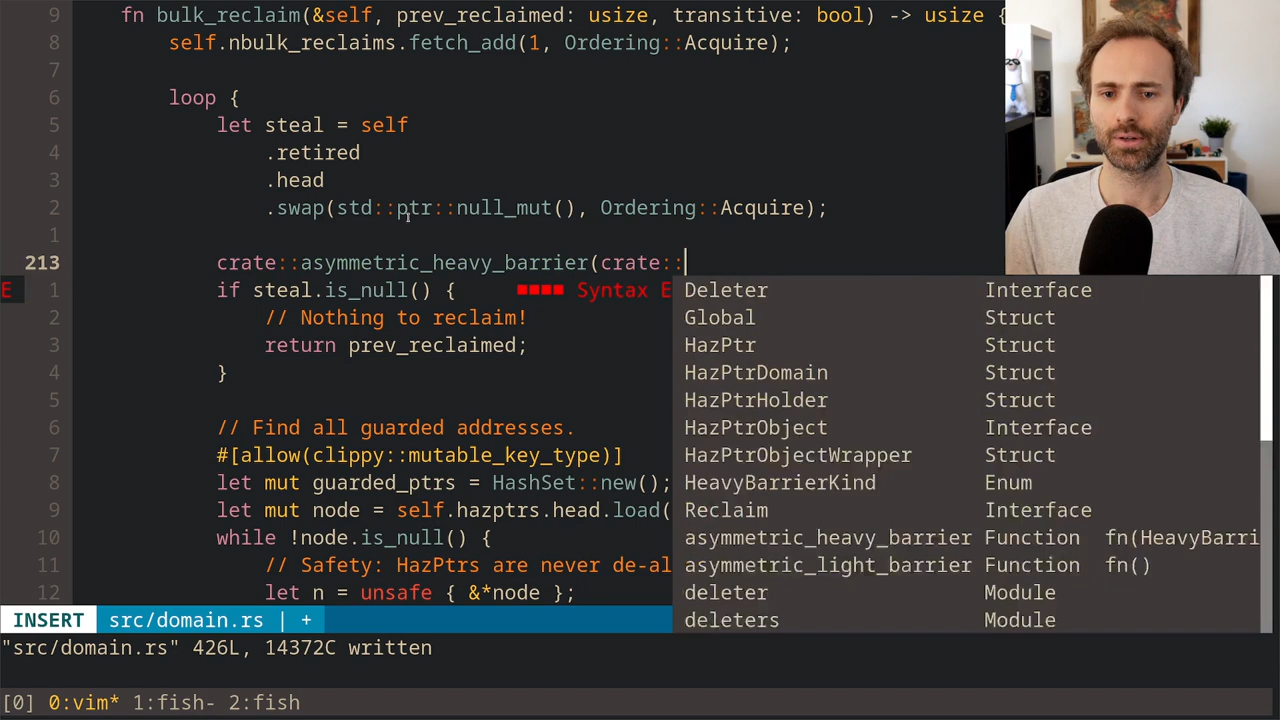 9 fn bulk_reclaim(&self, prev_reclaimed: usize, transitive: bool) -> usize {
8 self.nbulk_reclaims.fetch_add(1, Ordering::Acquire);
7
6 loop {
5 let steal = self
4 .retired
3 .head
2 .swap(std::ptr::null_mut(), Ordering::Acquire);
1
213 crate::asymmetric_heavy_barrier(crate::
E 1 if steal.is_null() { ■■■■ Syntax E
Deleter Interface
2 // Nothing to reclaim!
Global Struct
3 return prev_reclaimed;
HazPtr Struct
4 }
HazPtrDomain Struct
5
HazPtrHolder Struct
6 // Find all guarded addresses.
HazPtrObject Interface
7 #[allow(clippy::mutable_key_type)]
HazPtrObjectWrapper Struct
8 let mut guarded_ptrs = HashSet::new();
HeavyBarrierKind Enum
9 let mut node = self.hazptrs.head.load(
Reclaim Interface
10 while !node.is_null() {
asymmetric_heavy_barrier Function fn(HeavyBarri
11 // Safety: HazPtrs are never de-al
asymmetric_light_barrier Function fn()
12 let n = unsafe { &*node };
deleter Module
INSERT src/domain.rs | +
deleters Module
"src/domain.rs" 426L, 14372C written
[0] 0:vim* 1:fish- 2:fish